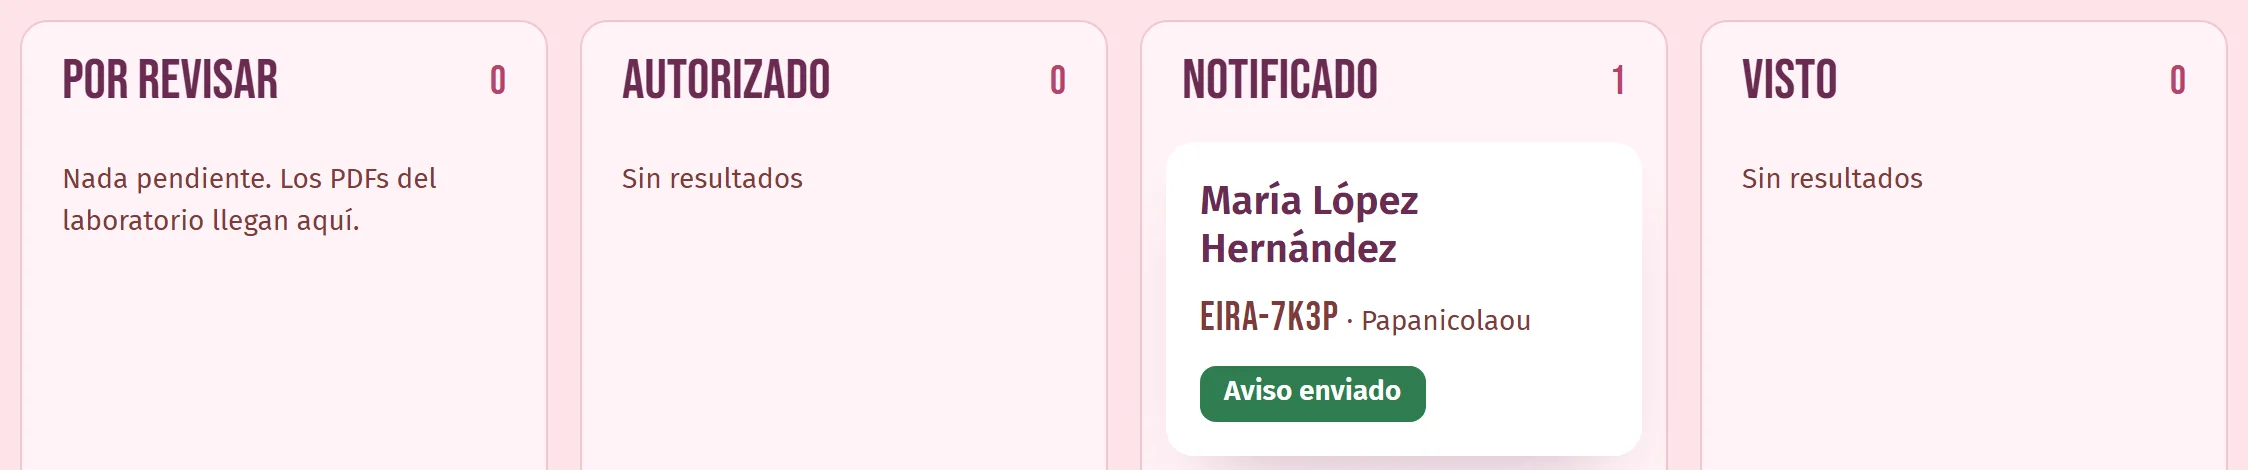 POR REVISAR 0
Nada pendiente. Los PDFs del
laboratorio llegan aquí.
AUTORIZADO 0
Sin resultados
NOTIFICADO 1
María López
Hernández
EIRA-7K3P · Papanicolaou
Aviso enviado
VISTO 0
Sin resultados